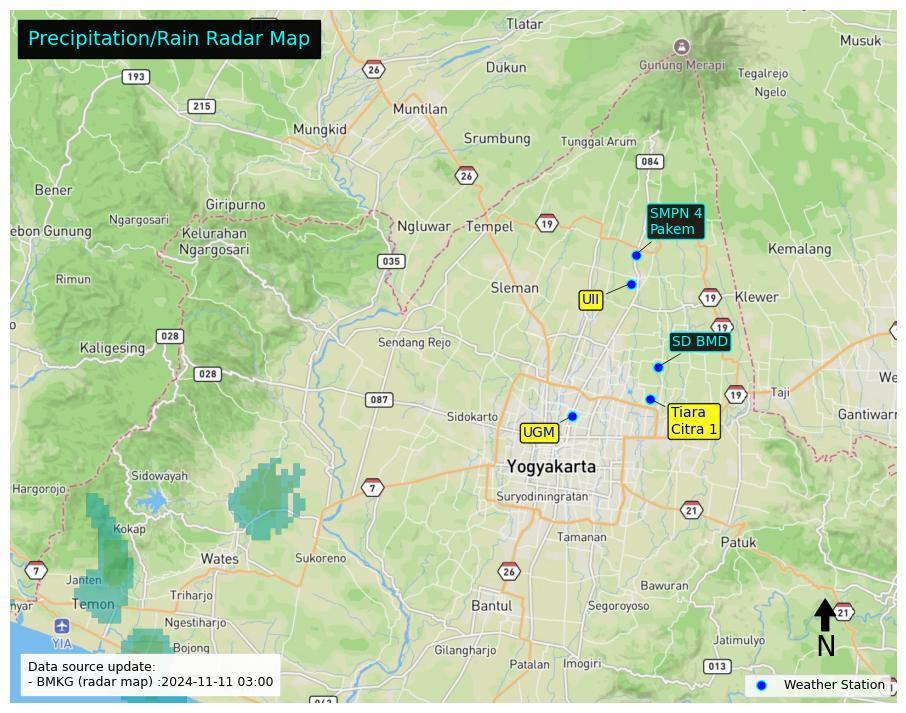 Precipitation/Rain Radar Map
Tlatar
Musuk
26
Gunung Merapi
193
Dukun
Tegalrejo
Ngelo
215
Muntilan
Mungkid
Srumbung
Tunggal Arum
084
26
Bener
Giripurno
SMPN 4
Pakem
Ngargosari
Ngluwar
Tempel
19
ebon Gunung
Kelurahan
Ngargosari
Kemalang
035
Rimun
Sleman
UII
19
Klewer
19
028
Kaligesing
Sendang Rejo
SD BMD
028
We
087
19
Taji
Sidokarto
Tiara
Citra 1
Gantiwarn
UGM
Yogyakarta
Sidowayah
Hargorojo
7
Suryodiningratan
21
Kokap
Tamanan
Patuk
Wates
Sukoreno
7
26
Janten
Bawuran
Temon
Triharjo
Bantul
Segoroyoso
nyar
21
YIA
Ngestiharjo
Jatimulyo
N
Bojong
Gilangharjo
Patalan
Imogiri
013
Data source update:
- BMKG (radar map) :2024-11-11 03:00
Weather Station